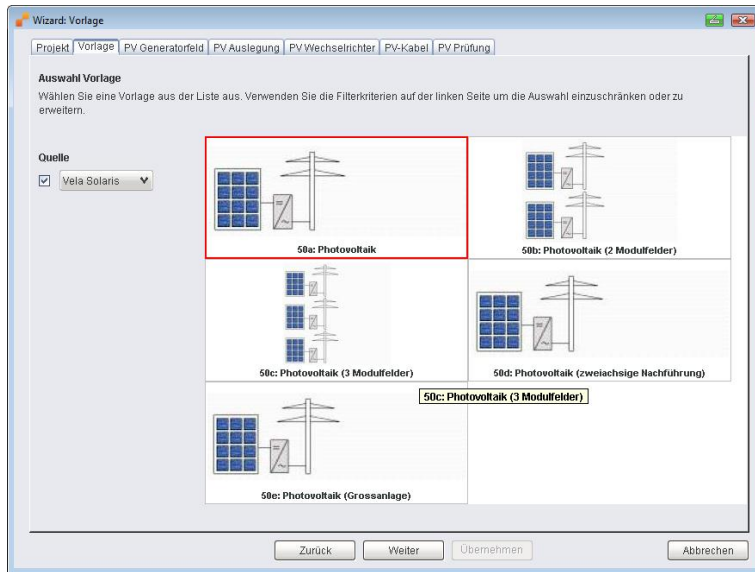 Wizard: Vorlage
Projekt Vorlage PV Generatorfeld PV Auslegung PV Wechselrichter PV-Kabel PV Prüfung
Auswahl Vorlage
Wählen Sie eine Vorlage aus der Liste aus. Verwenden Sie die Filterkriterien auf der linken Seite um die Auswahl einzuschränken oder zu
erweitern.
Quelle
Vela Solaris
50a: Photovoltaik
50b: Photovoltaik (2 Modulfelder)
50c: Photovoltaik (3 Modulfelder)
50d: Photovoltaik (zweiachsige Nachführung)
50c: Photovoltaik (3 Modulfelder)
50e: Photovoltaik (Grossanlage)
Zurück Weiter Übernehmen Abbrechen